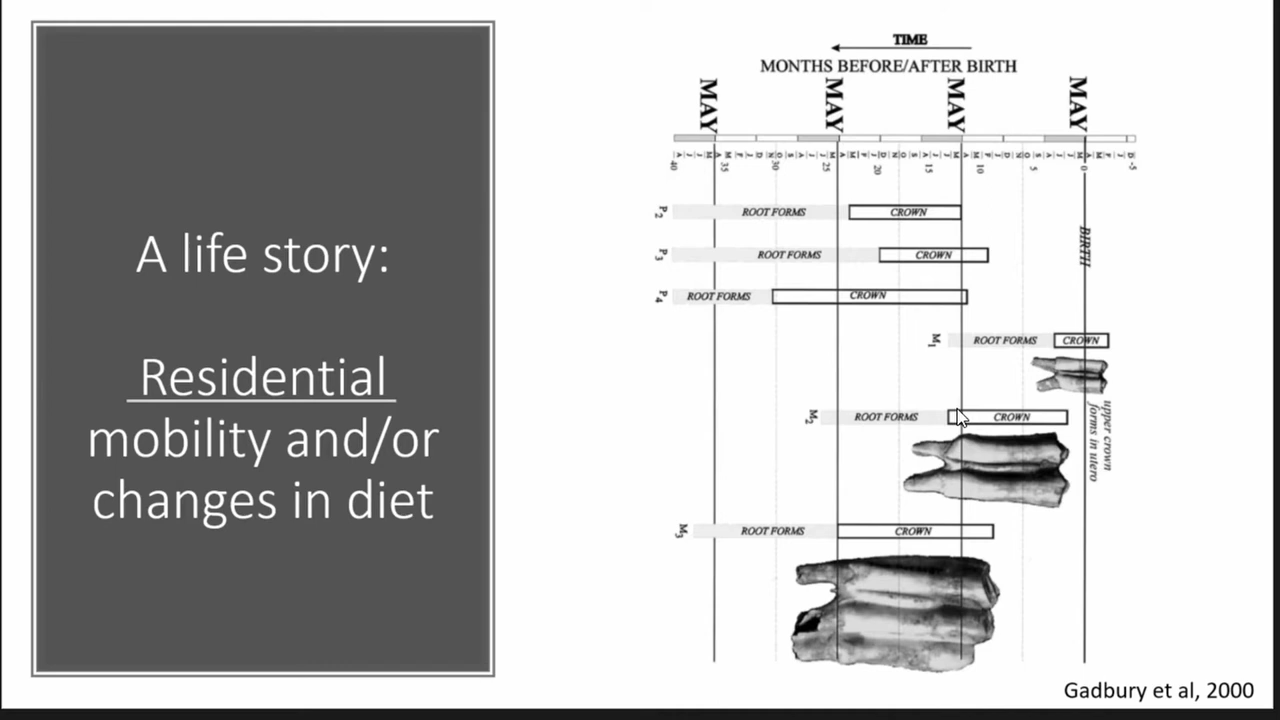 A life story:
Residential
mobility and/or
changes in diet
TIME
MONTHS BEFORE/AFTER BIRTH
MAY MAY MAY MAY
40 35 30 25 20 15 10 5 0 -5
P2 ROOT FORMS CROWN
BIRTH
P3 ROOT FORMS CROWN
P4 ROOT FORMS CROWN
M1 ROOT FORMS CROWN
upper crown
forms in utero
M2 ROOT FORMS CROWN
M3 ROOT FORMS CROWN
Gadbury et al, 2000